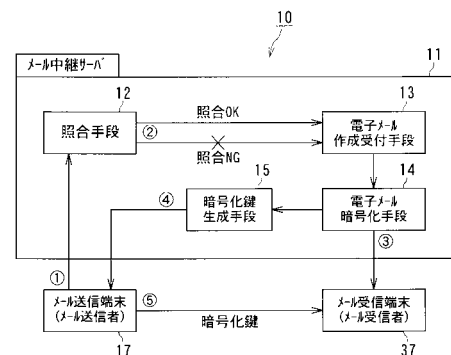 10
メール中継サーバ
11
12
照合OK
13
照合手段
②
照合NG
電子メール
作成受付手段
15
14
④
暗号化鍵
生成手段
電子メール
暗号化手段
③
①
メール送信端末
(メール送信者)
⑤
暗号化鍵
メール受信端末
(メール受信者)
17
37